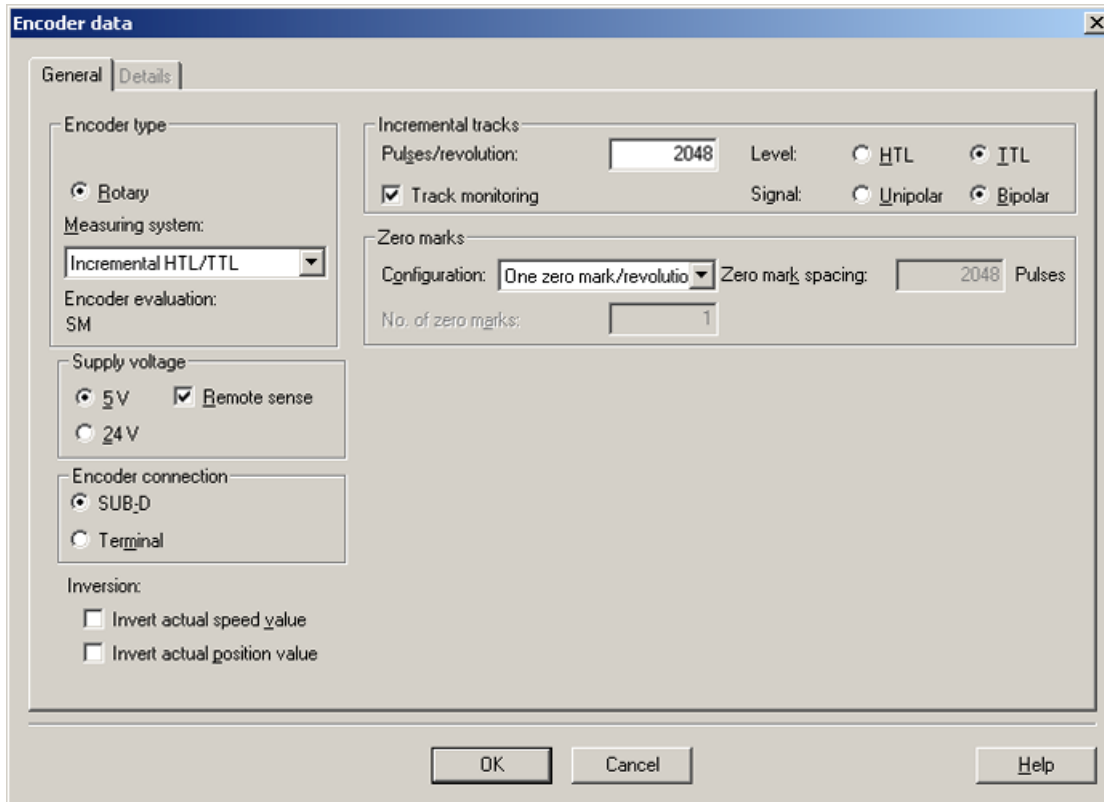 Encoder data
General Details
Encoder type
Rotary
Measuring system:
Incremental HTL/TTL
Encoder evaluation:
SM
Supply voltage
5 V Remote sense
24 V
Encoder connection
SUB-D
Terminal
Inversion:
Invert actual speed value
Invert actual position value
Incremental tracks
Pulses/revolution: 2048 Level: HTL TTL
Track monitoring Signal: Unipolar Bipolar
Zero marks
Configuration: One zero mark/revolutio Zero mark spacing: 2048 Pulses
No. of zero marks: 1
OK Cancel Help